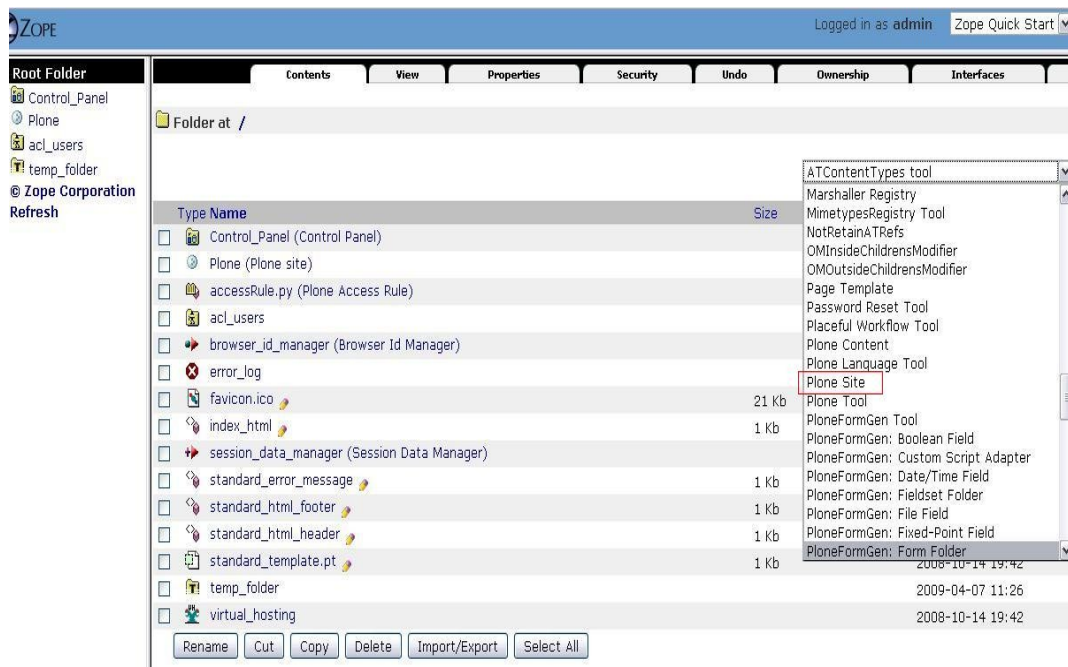 ZOPE
Logged in as admin Zope Quick Start
Root Folder
Control_Panel
Plone
acl_users
temp_folder
© Zope Corporation
Refresh
Contents View Properties Security Undo Ownership Interfaces
Folder at /
ATContentTypes tool
Marshaller Registry
MimetypesRegistry Tool
NotRetainATRefs
OMInsideChildrensModifier
OMOutsideChildrensModifier
Page Template
Password Reset Tool
Placeful Workflow Tool
Plone Content
Plone Language Tool
Plone Site
Plone Tool
PloneFormGen Tool
PloneFormGen: Boolean Field
PloneFormGen: Custom Script Adapter
PloneFormGen: Date/Time Field
PloneFormGen: Fieldset Folder
PloneFormGen: File Field
PloneFormGen: Fixed-Point Field
PloneFormGen: Form Folder
Type Name Size
Control_Panel (Control Panel)
Plone (Plone site)
accessRule.py (Plone Access Rule)
acl_users
browser_id_manager (Browser Id Manager)
error_log
favicon.ico 21 Kb
index_html 1 Kb
session_data_manager (Session Data Manager)
standard_error_message 1 Kb
standard_html_footer 1 Kb
standard_html_header 1 Kb
standard_template.pt 1 Kb 2008-10-14 19:42
temp_folder 2009-04-07 11:26
virtual_hosting 2008-10-14 19:42
Rename Cut Copy Delete Import/Export Select All